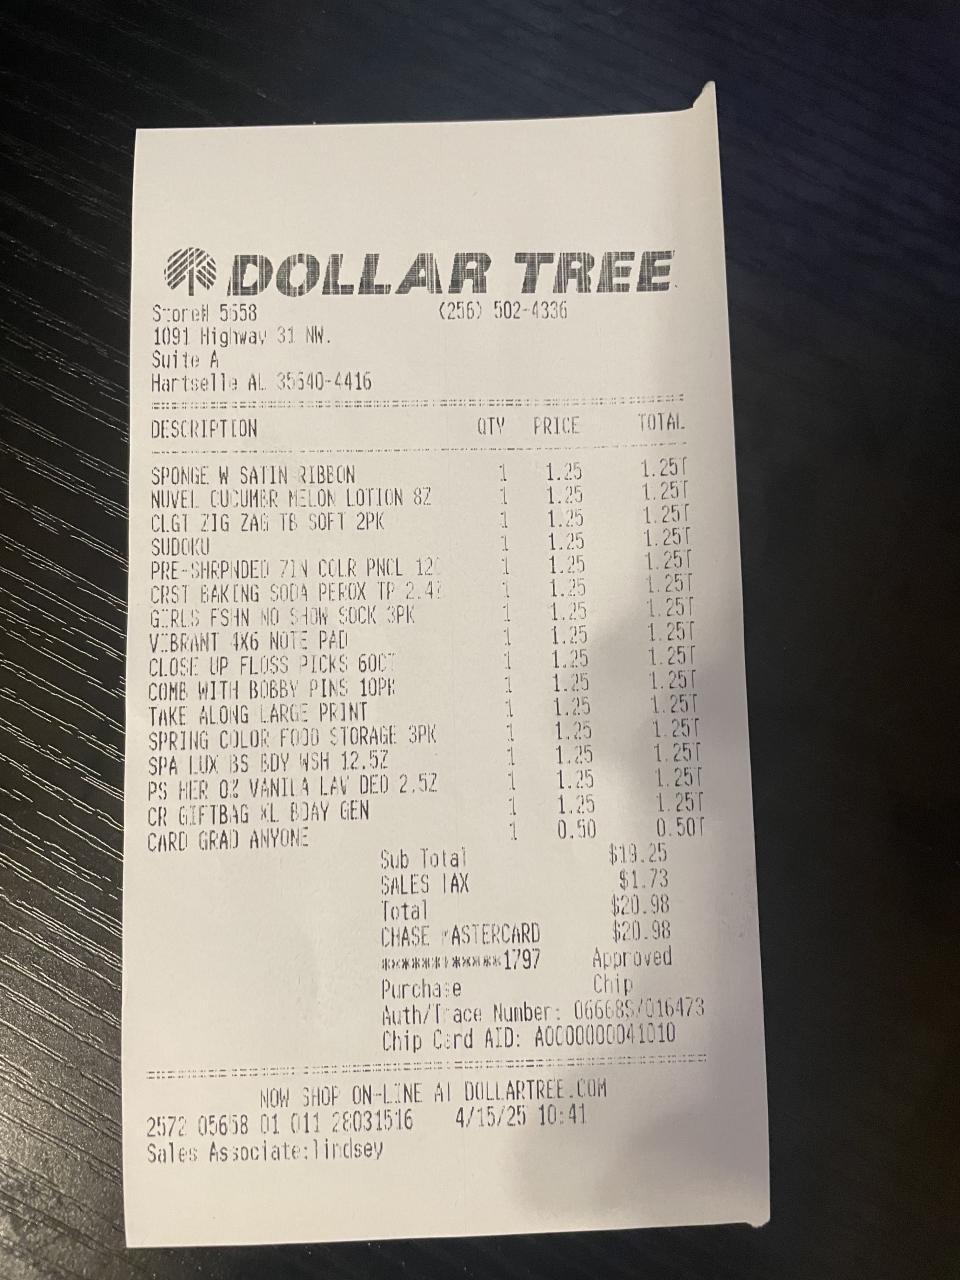 DOLLAR TREE
Store# 5658 (256) 502-4336
1091 Highway 31 NW.
Suite A
Hartselle AL 35640-4416
DESCRIPTION QTY PRICE TOTAL
SPONGE W SATIN RIBBON 1 1.25 1.25T
NUVEL CUCUMBR MELON LOTION 8Z 1 1.25 1.25T
CLGT ZIG ZAG TB SOFT 2PK 1 1.25 1.25T
SUDOKU 1 1.25 1.25T
PRE-SHRPNDED 7IN COLR PNCL 12C 1 1.25 1.25T
CRST BAKING SODA PEROX TP 2.4Z 1 1.25 1.25T
GIRLS FSHN NO SHOW SOCK 3PK 1 1.25 1.25T
VIBRANT 4X6 NOTE PAD 1 1.25 1.25T
CLOSE UP FLOSS PICKS 60CT 1 1.25 1.25T
COMB WITH BOBBY PINS 10PK 1 1.25 1.25T
TAKE ALONG LARGE PRINT 1 1.25 1.25T
SPRING COLOR FOOD STORAGE 3PK 1 1.25 1.25T
SPA LUX BS BDY WSH 12.5Z 1 1.25 1.25T
PS HER 0% VANILA LAV DEO 2.5Z 1 1.25 1.25T
CR GIFTBAG XL BDAY GEN 1 1.25 1.25T
CARD GRAD ANYONE 1 0.50 0.50T
Sub Total $19.25
SALES TAX $1.73
Total $20.98
CHASE MASTERCARD $20.98
************1797 Approved
Purchase Chip
Auth/Trace Number: 06668S/016473
Chip Card AID: A0000000041010
NOW SHOP ON-LINE AT DOLLARTREE.COM
2572 05658 01 011 28031516 4/15/25 10:41
Sales Associate:lindsey